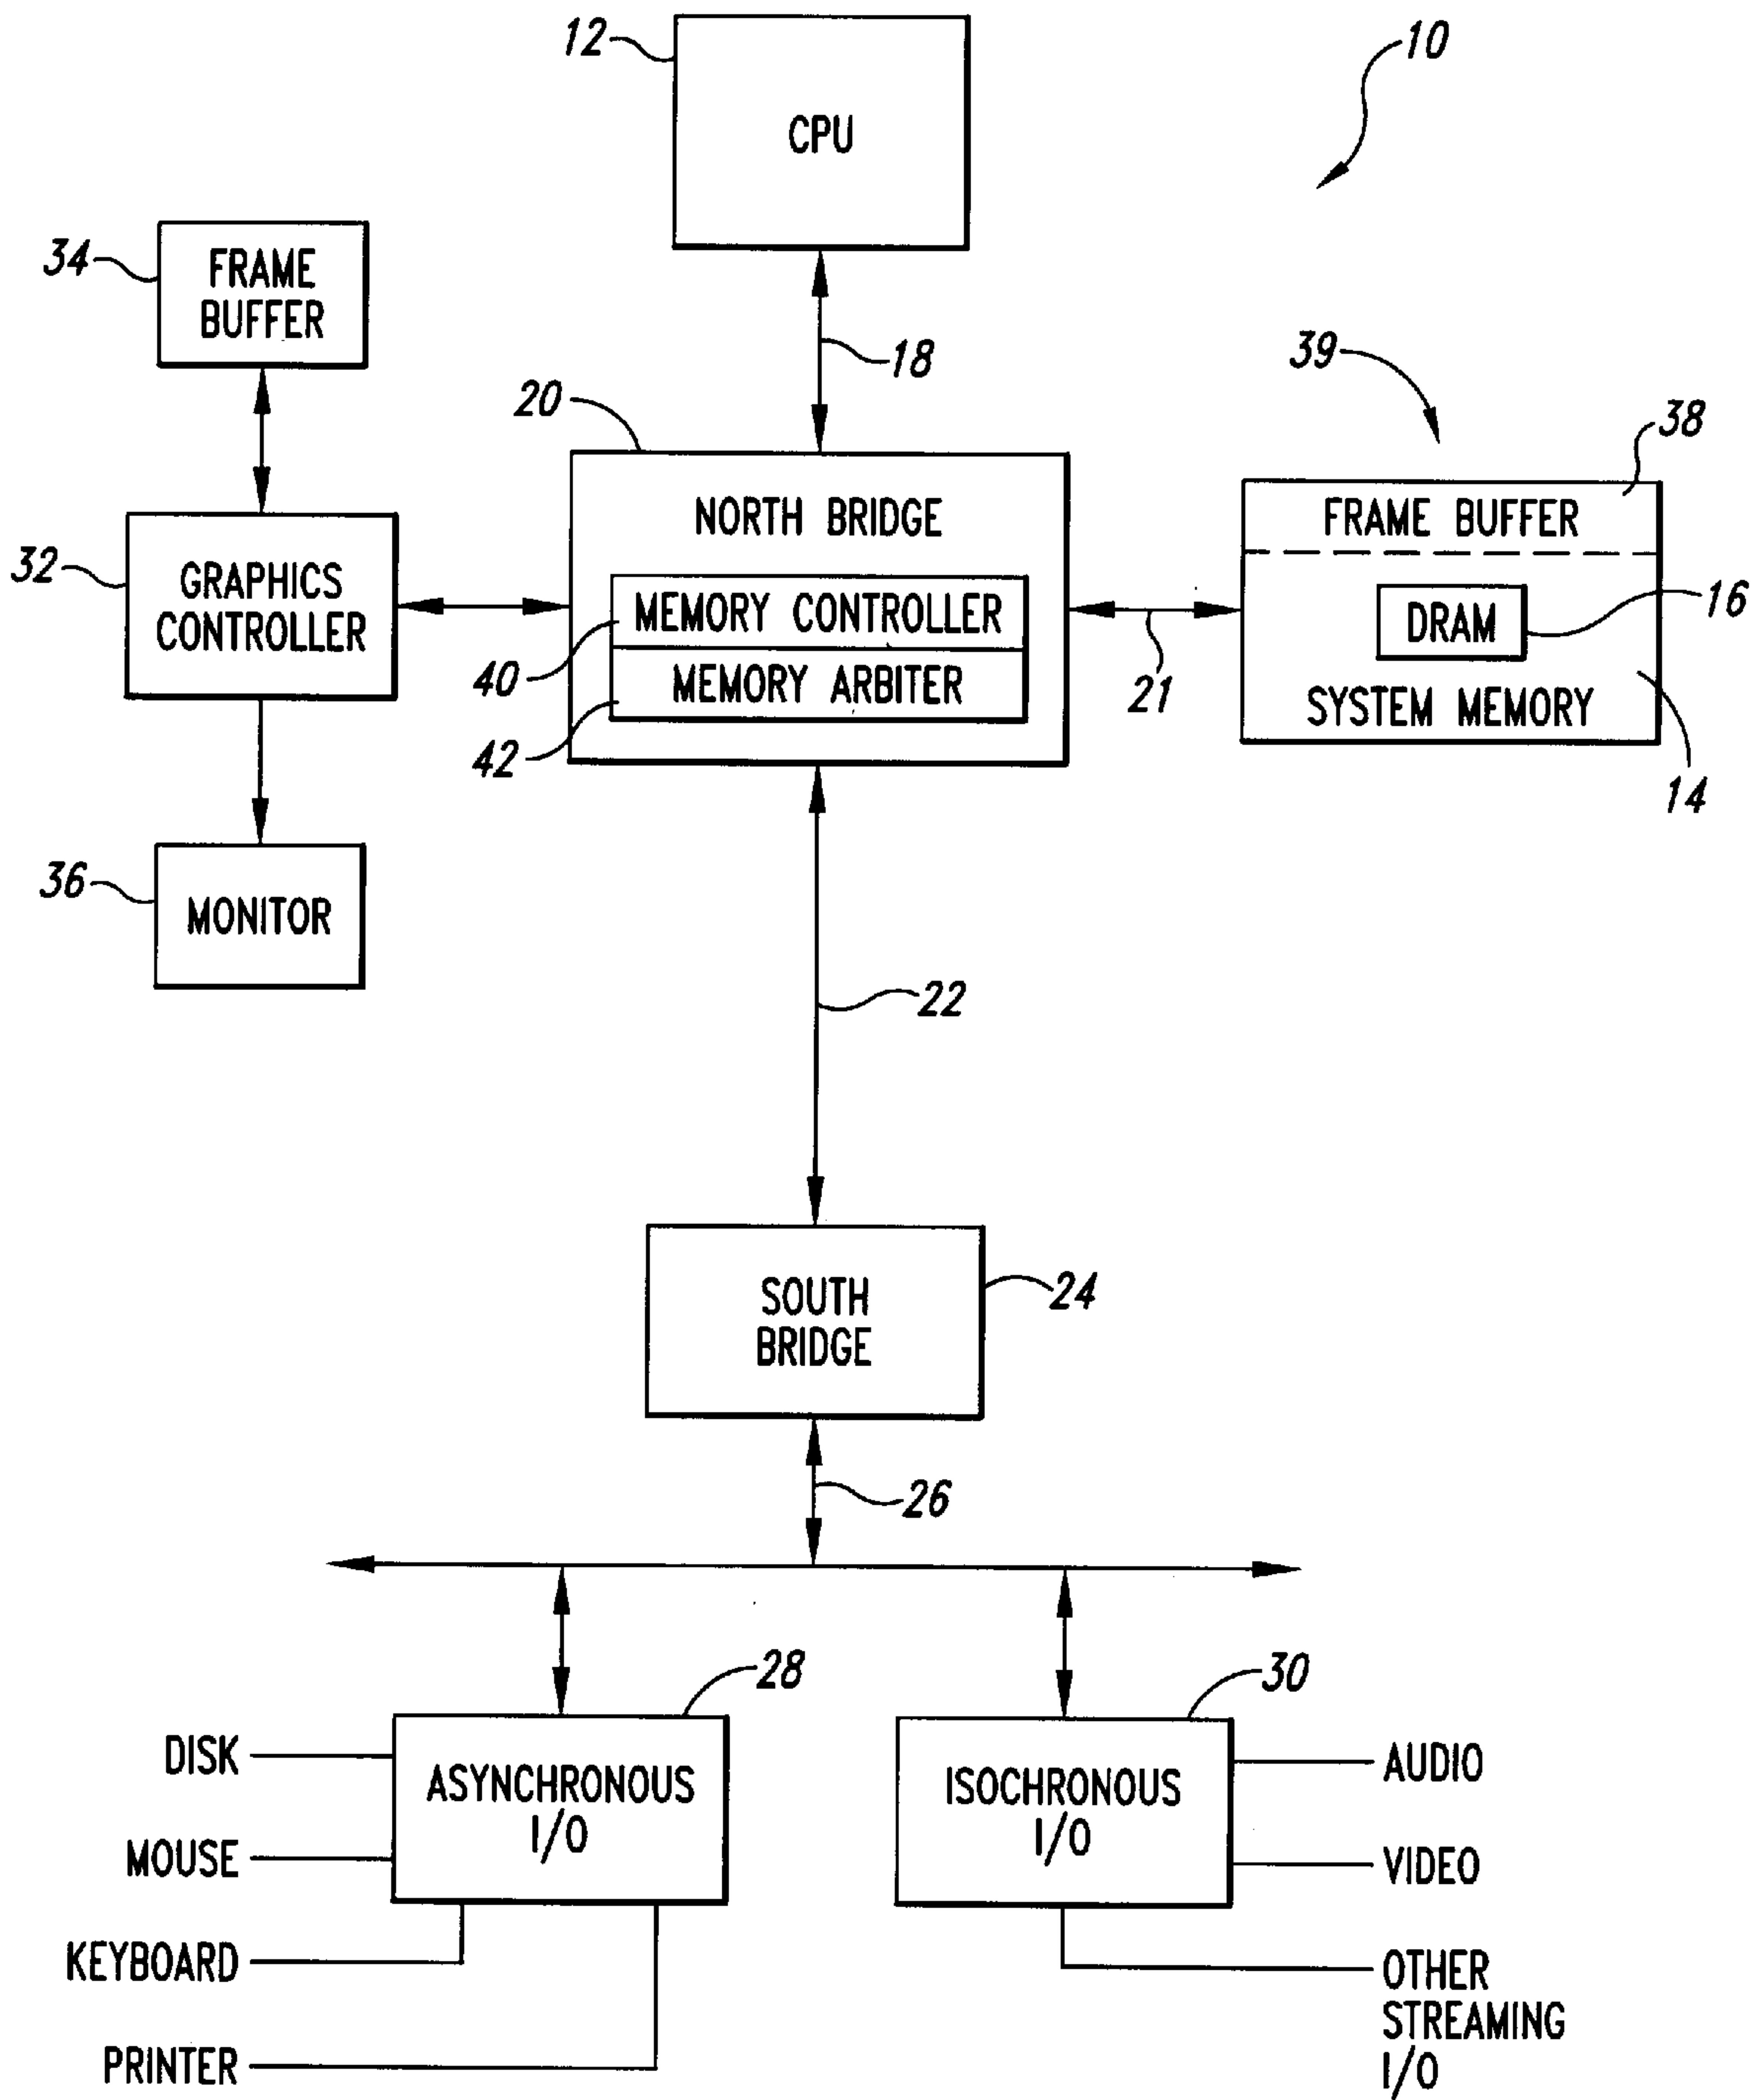 12
CPU
10
34
FRAME
BUFFER
18
39
20
38
NORTH BRIDGE
FRAME BUFFER
32
GRAPHICS
CONTROLLER
MEMORY CONTROLLER
DRAM
16
40
MEMORY ARBITER
21
SYSTEM MEMORY
42
14
36
MONITOR
22
SOUTH
BRIDGE
24
26
28
30
DISK
ASYNCHRONOUS
I/O
ISOCHRONOUS
I/O
AUDIO
MOUSE
VIDEO
KEYBOARD
OTHER
STREAMING
I/O
PRINTER